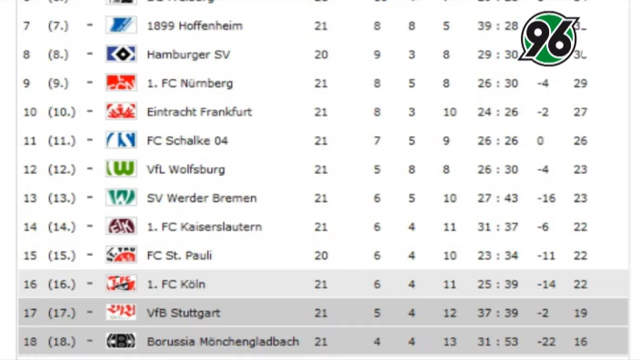 7 (7.) - 1899 Hoffenheim 21 8 8 5 39 : 28
8 (8.) - Hamburger SV 20 9 3 8 29 : 30
9 (9.) - 1. FC Nürnberg 21 8 5 8 26 : 30 -4 29
10 (10.) - Eintracht Frankfurt 21 8 3 10 24 : 26 -2 27
11 (11.) - FC Schalke 04 21 7 5 9 26 : 26 0 26
12 (12.) - VfL Wolfsburg 21 5 8 8 26 : 30 -4 23
13 (13.) - SV Werder Bremen 21 6 5 10 27 : 43 -16 23
14 (14.) - 1. FC Kaiserslautern 21 6 4 11 31 : 37 -6 22
15 (15.) - FC St. Pauli 20 6 4 10 23 : 34 -11 22
16 (16.) - 1. FC Köln 21 6 4 11 25 : 39 -14 22
17 (17.) - VfB Stuttgart 21 5 4 12 37 : 39 -2 19
18 (18.) - Borussia Mönchengladbach 21 4 4 13 31 : 53 -22 16
96